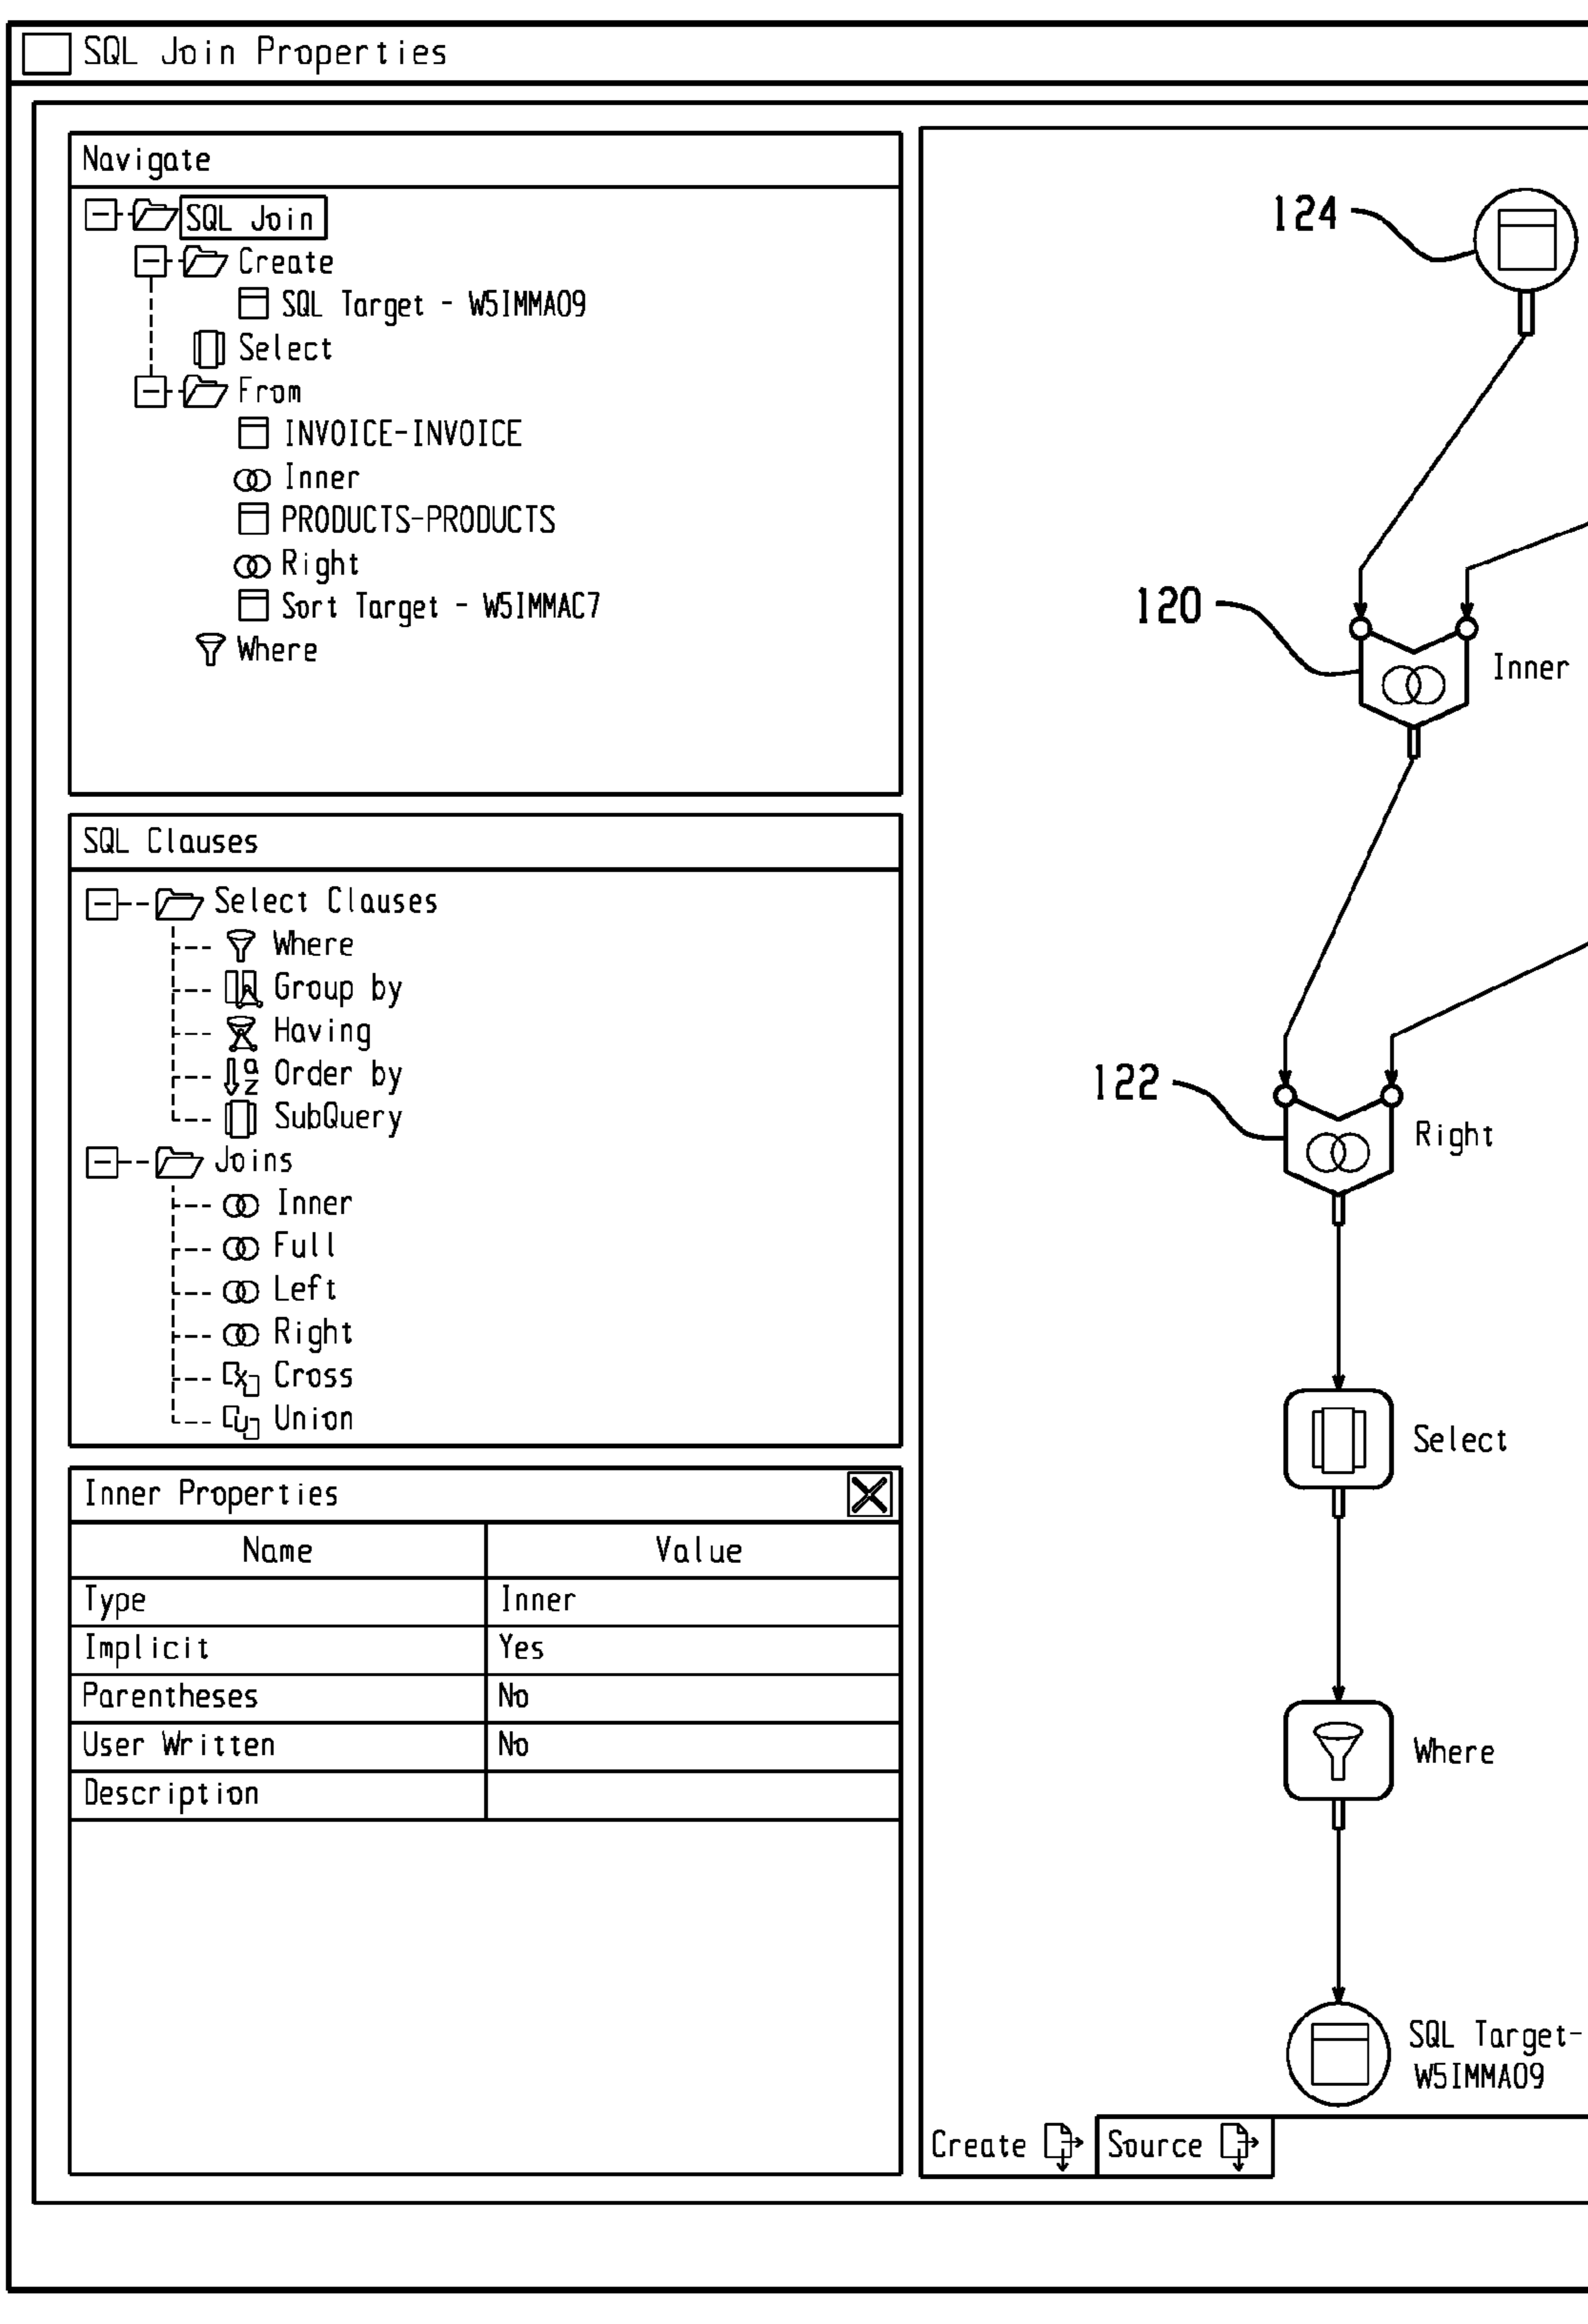 SQL Join Properties
Navigate
SQL Join
Create
SQL Target - W5IMMAO9
Select
From
INVOICE-INVOICE
Inner
PRODUCTS-PRODUCTS
Right
Sort Target - W5IMMAC7
Where
SQL Clauses
Select Clauses
Where
Group by
Having
Order by
SubQuery
Joins
Inner
Full
Left
Right
Cross
Union
Inner Properties
Name Value
Type Inner
Implicit Yes
Parentheses No
User Written No
Description
124
120
Inner
122
Right
Select
Where
SQL Target-
W5IMMAO9
Create Source